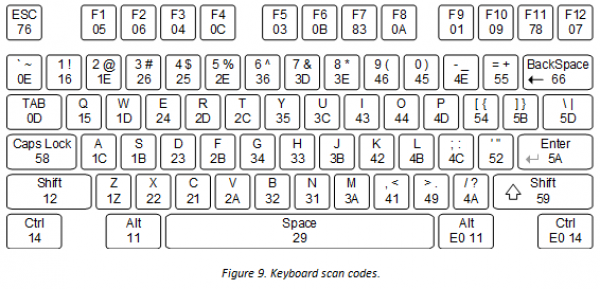 ESC F1 F2 F3 F4 F5 F6 F7 F8 F9 F10 F11 F12
76 05 06 04 0C 03 0B 83 0A 01 09 78 07
` ~ 1 ! 2 @ 3 # 4 $ 5 % 6 ^ 7 & 8 * 9 ( 0 ) - _ = + BackSpace
0E 16 1E 26 25 2E 36 3D 3E 46 45 4E 55 ← 66
TAB Q W E R T Y U I O P [ { ] } \ |
0D 15 1D 24 2D 2C 35 3C 43 44 4D 54 5B 5D
Caps Lock A S D F G H J K L ; : ' " Enter
58 1C 1B 23 2B 34 33 3B 42 4B 4C 52 ↵ 5A
Shift Z X C V B N M , < > . / ? ⇧ Shift
12 1Z 22 21 2A 32 31 3A 41 49 4A 59
Ctrl Alt Space Alt Ctrl
14 11 29 E0 11 E0 14
Figure 9. Keyboard scan codes.